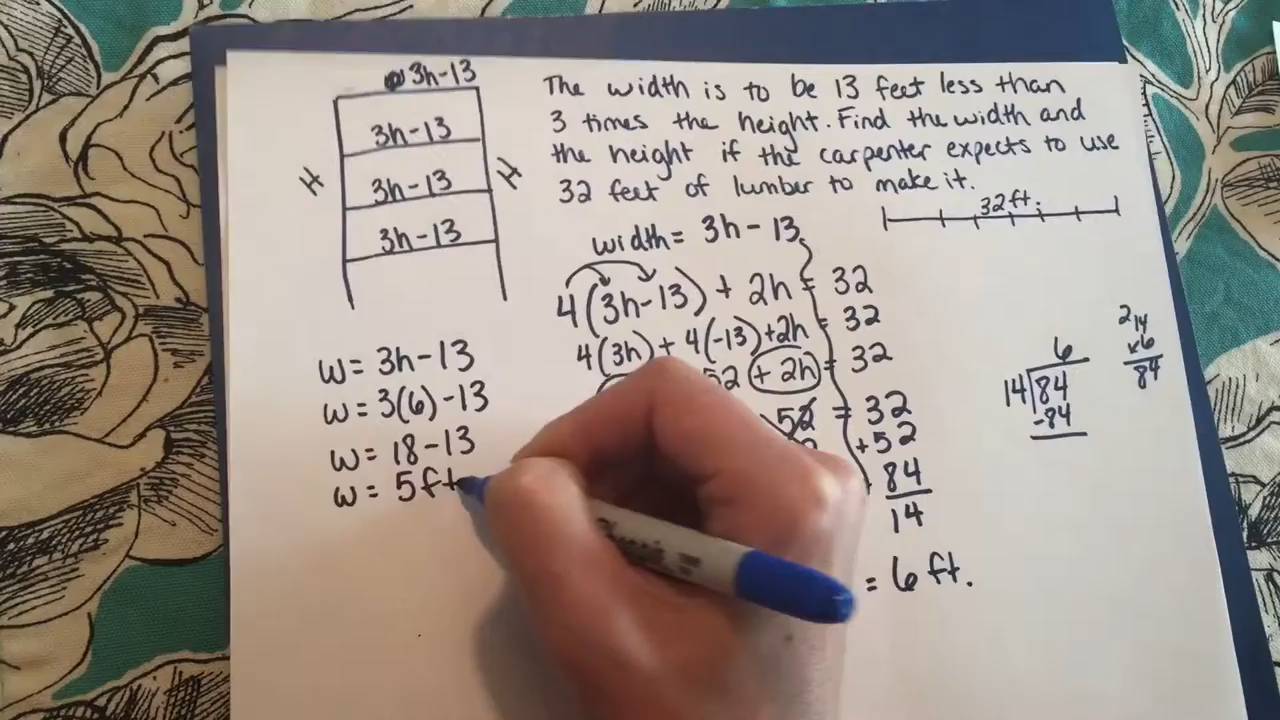 3h-13
3h-13
3h-13
3h-13
H
H
The width is to be 13 feet less than
3 times the height. Find the width and
the height if the carpenter expects to use
32 feet of lumber to make it.
32 ft.
width = 3h - 13
4(3h-13) + 2h = 32
4(3h) + 4(-13) + 2h = 32
52 + 2h = 32
52 = 32
+52
84
14
= 6 ft.
w = 3h - 13
w = 3(6) - 13
w = 18 - 13
w = 5ft
6
14 84
-84
2
14
x6
84